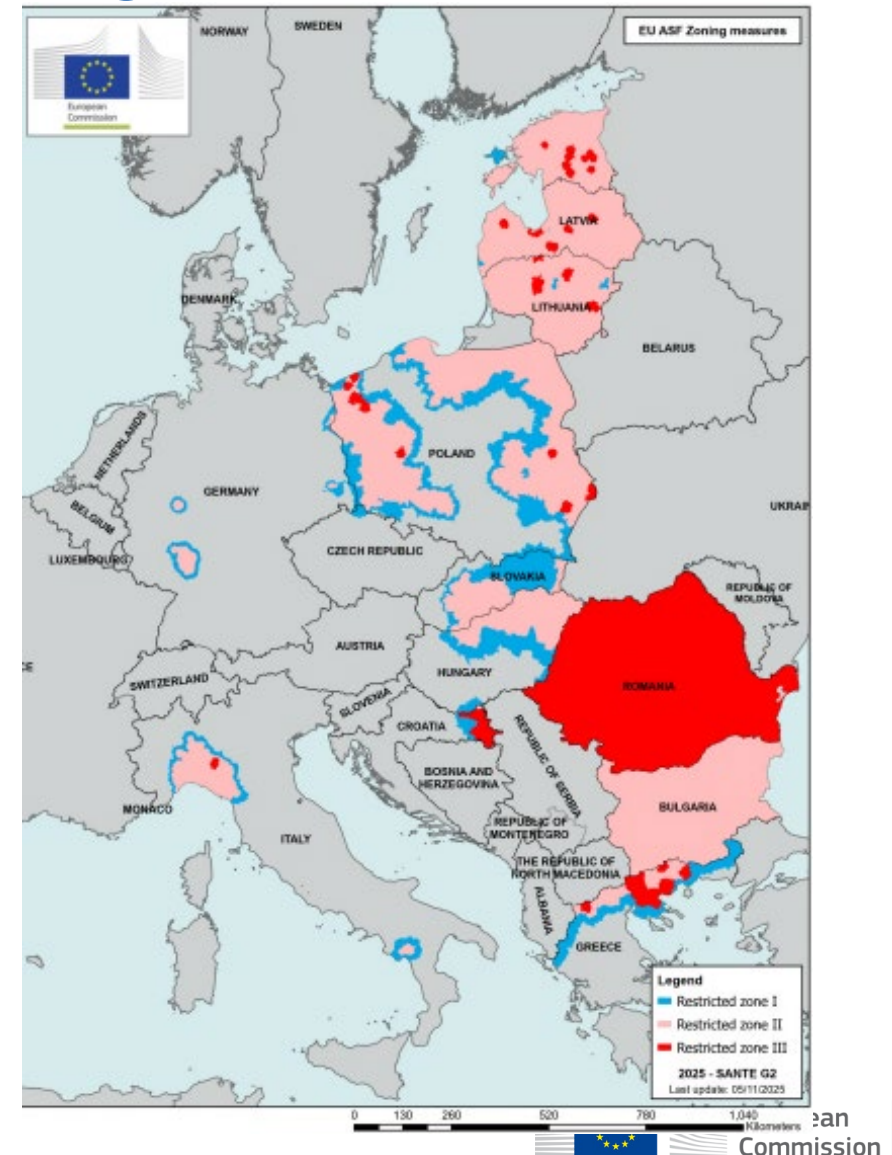 NORWAY
SWEDEN
EU ASF Zoning measures
European
Commission
LATVIA
LITHUANIA
DENMARK
BELARUS
NETHERLANDS
POLAND
GERMANY
BELGIUM
UKRAI
LUXEMBOURG
CZECH REPUBLIC
SLOVAKIA
REPUBLIC OF
MOLDOVA
AUSTRIA
CE
HUNGARY
SWITZERLAND
ROMANIA
SLOVENIA
CROATIA
REPUBLIC OF SERBIA
BOSNIA AND
HERZEGOVINA
MONACO
BULGARIA
REPUBLIC OF
MONTENEGRO
ITALY
THE REPUBLIC OF
NORTH MACEDONIA
ALBANIA
GREECE
Legend
Restricted zone I
Restricted zone II
Restricted zone III
2025 - SANTE G2
Last update: 05/11/2025
0 130 260 520 780 1,040
Kilometers
ean
Commission